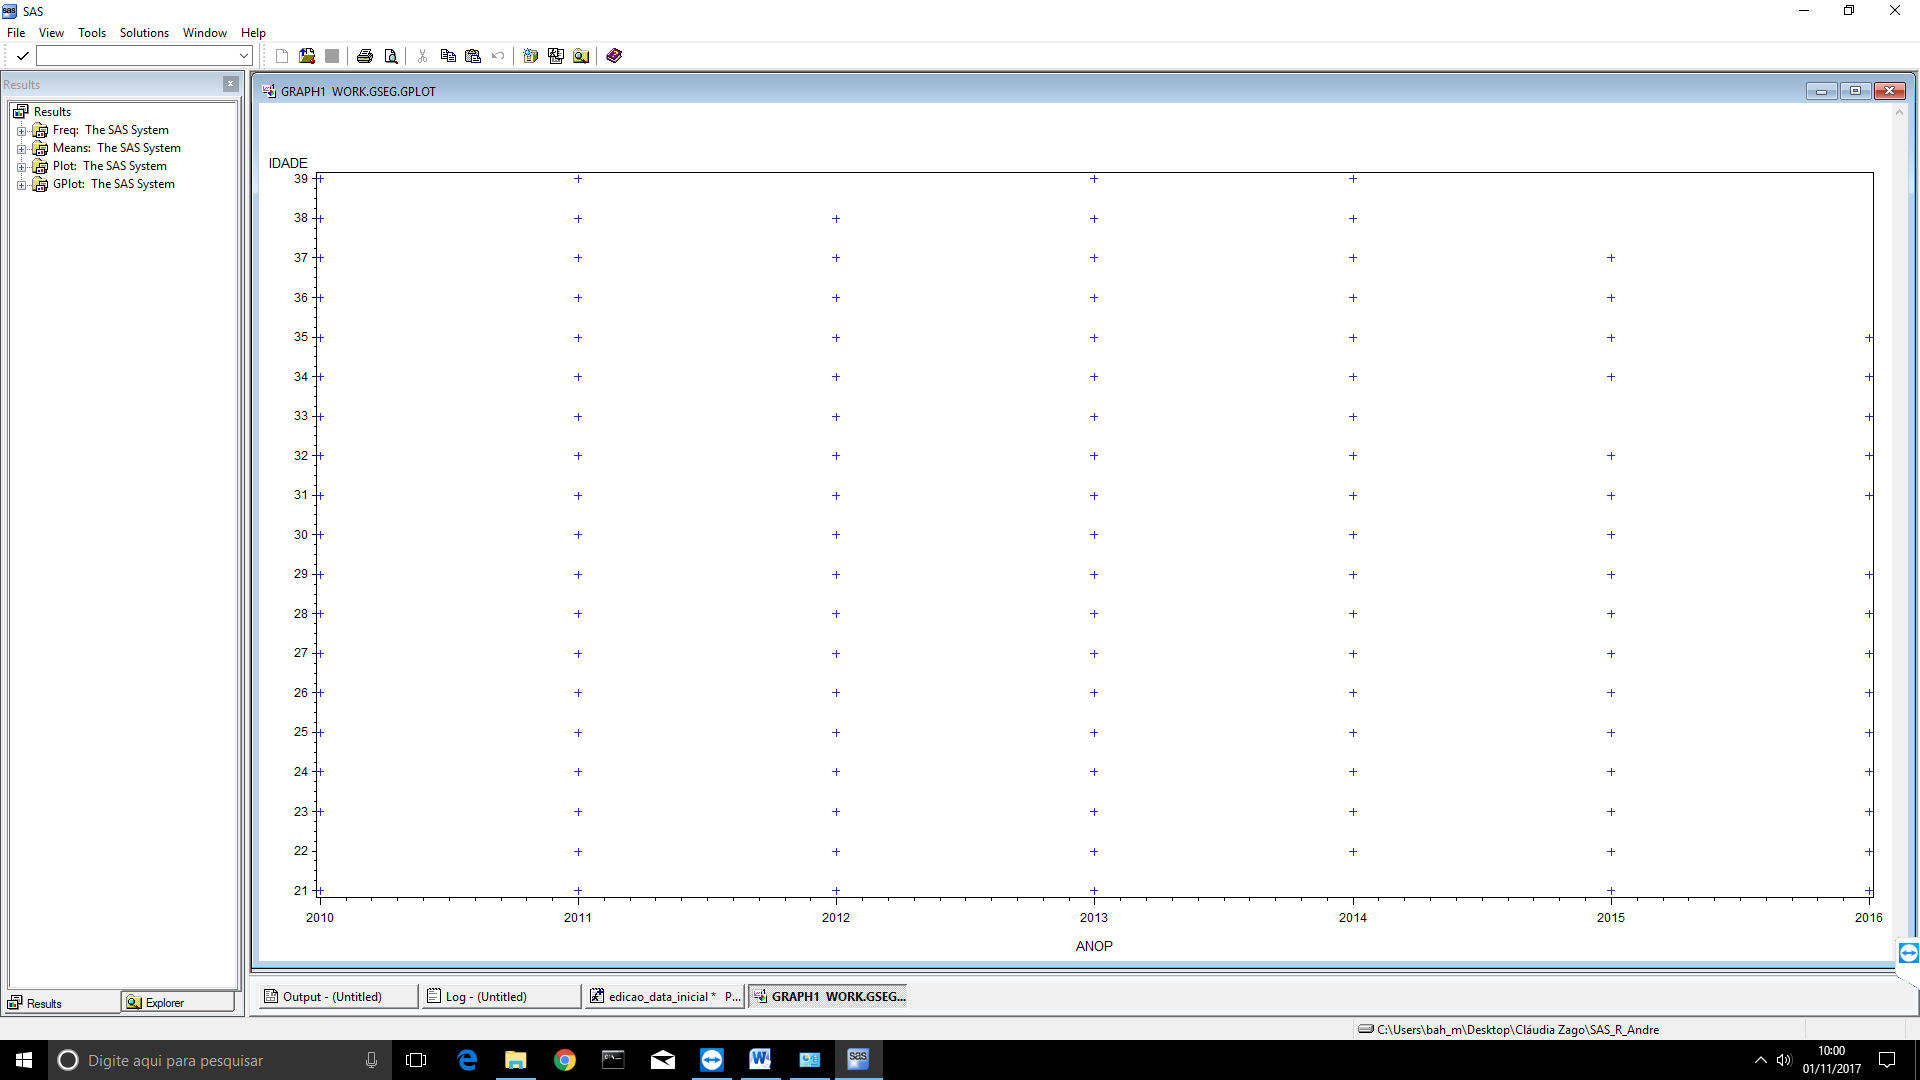 SAS
File View Tools Solutions Window Help
Results
GRAPH1 WORK.GSEG.GPLOT
Results
Freq: The SAS System
Means: The SAS System
Plot: The SAS System
GPlot: The SAS System
IDADE
39
38
37
36
35
34
33
32
31
30
29
28
27
26
25
24
23
22
21
2010 2011 2012 2013 2014 2015 2016
ANOP
Results Explorer
Output - (Untitled) Log - (Untitled) edicao_data_inicial * P... GRAPH1 WORK.GSEG...
C:\Users\bah_m\Desktop\Cláudia Zago\SAS_R_Andre
Digite aqui para pesquisar
10:00
01/11/2017